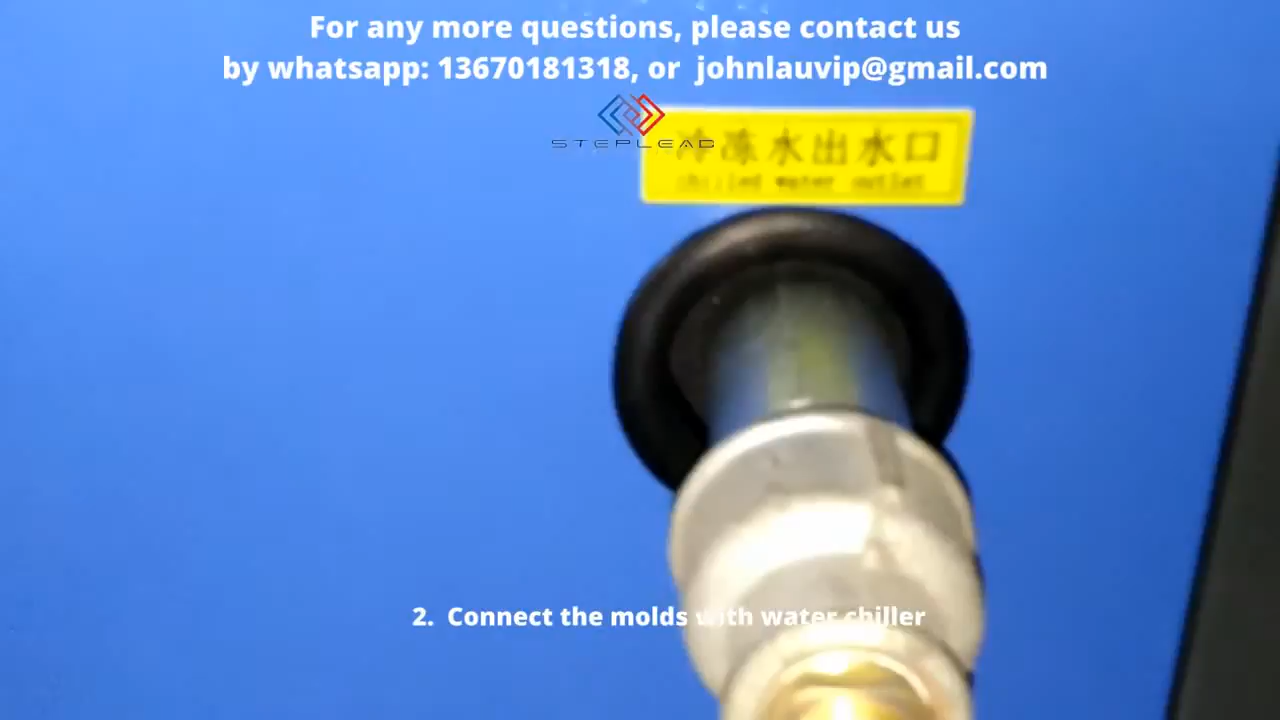 For any more questions, please contact us
by whatsapp: 13670181318, or johnlauvip@gmail.com
STEPLEAD
冷冻水出水口
chilled water outlet
2. Connect the molds with water chiller